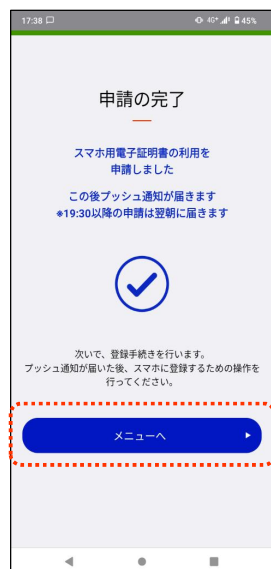 17:38
4G+ 45%
申請の完了
スマホ用電子証明書の利用を
申請しました
この後プッシュ通知が届きます
※19:30以降の申請は翌朝に届きます
次いで、登録手続きを行います。
プッシュ通知が届いた後、スマホに登録するための操作を
行ってください。
メニューへ